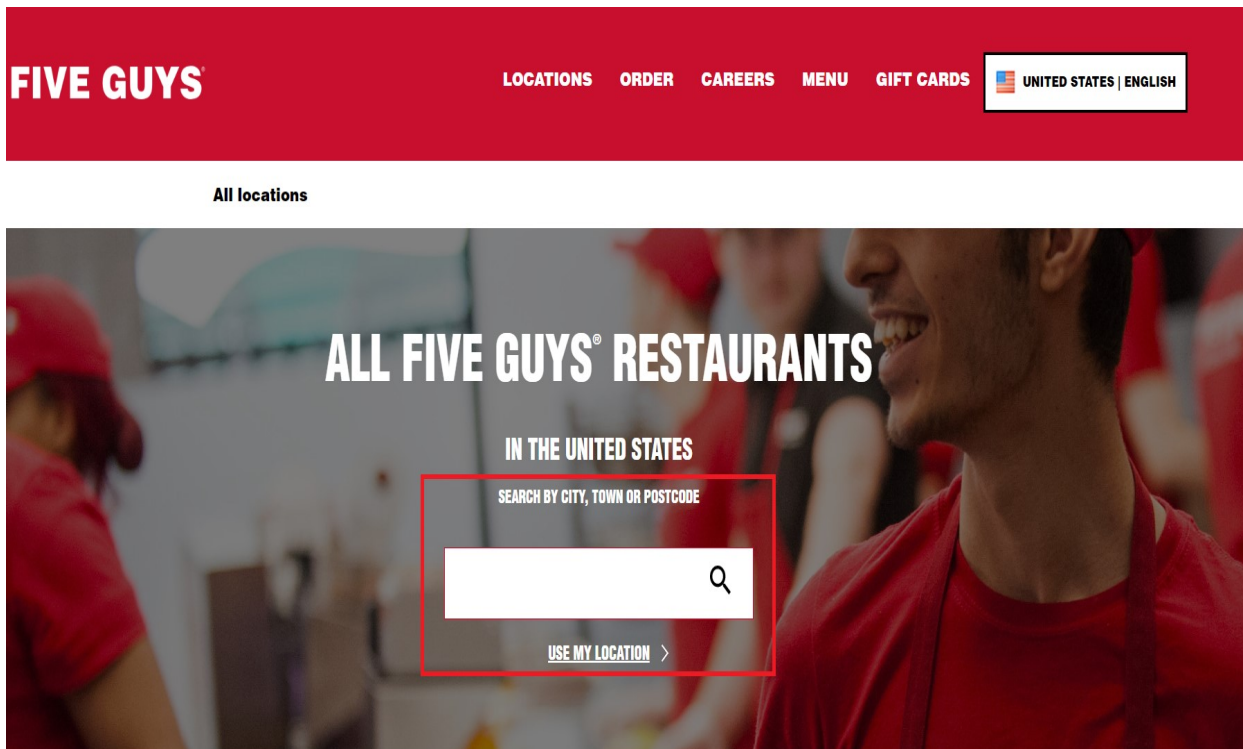 FIVE GUYS®
LOCATIONS ORDER CAREERS MENU GIFT CARDS UNITED STATES | ENGLISH
All locations
ALL FIVE GUYS® RESTAURANTS
IN THE UNITED STATES
SEARCH BY CITY, TOWN OR POSTCODE
USE MY LOCATION >